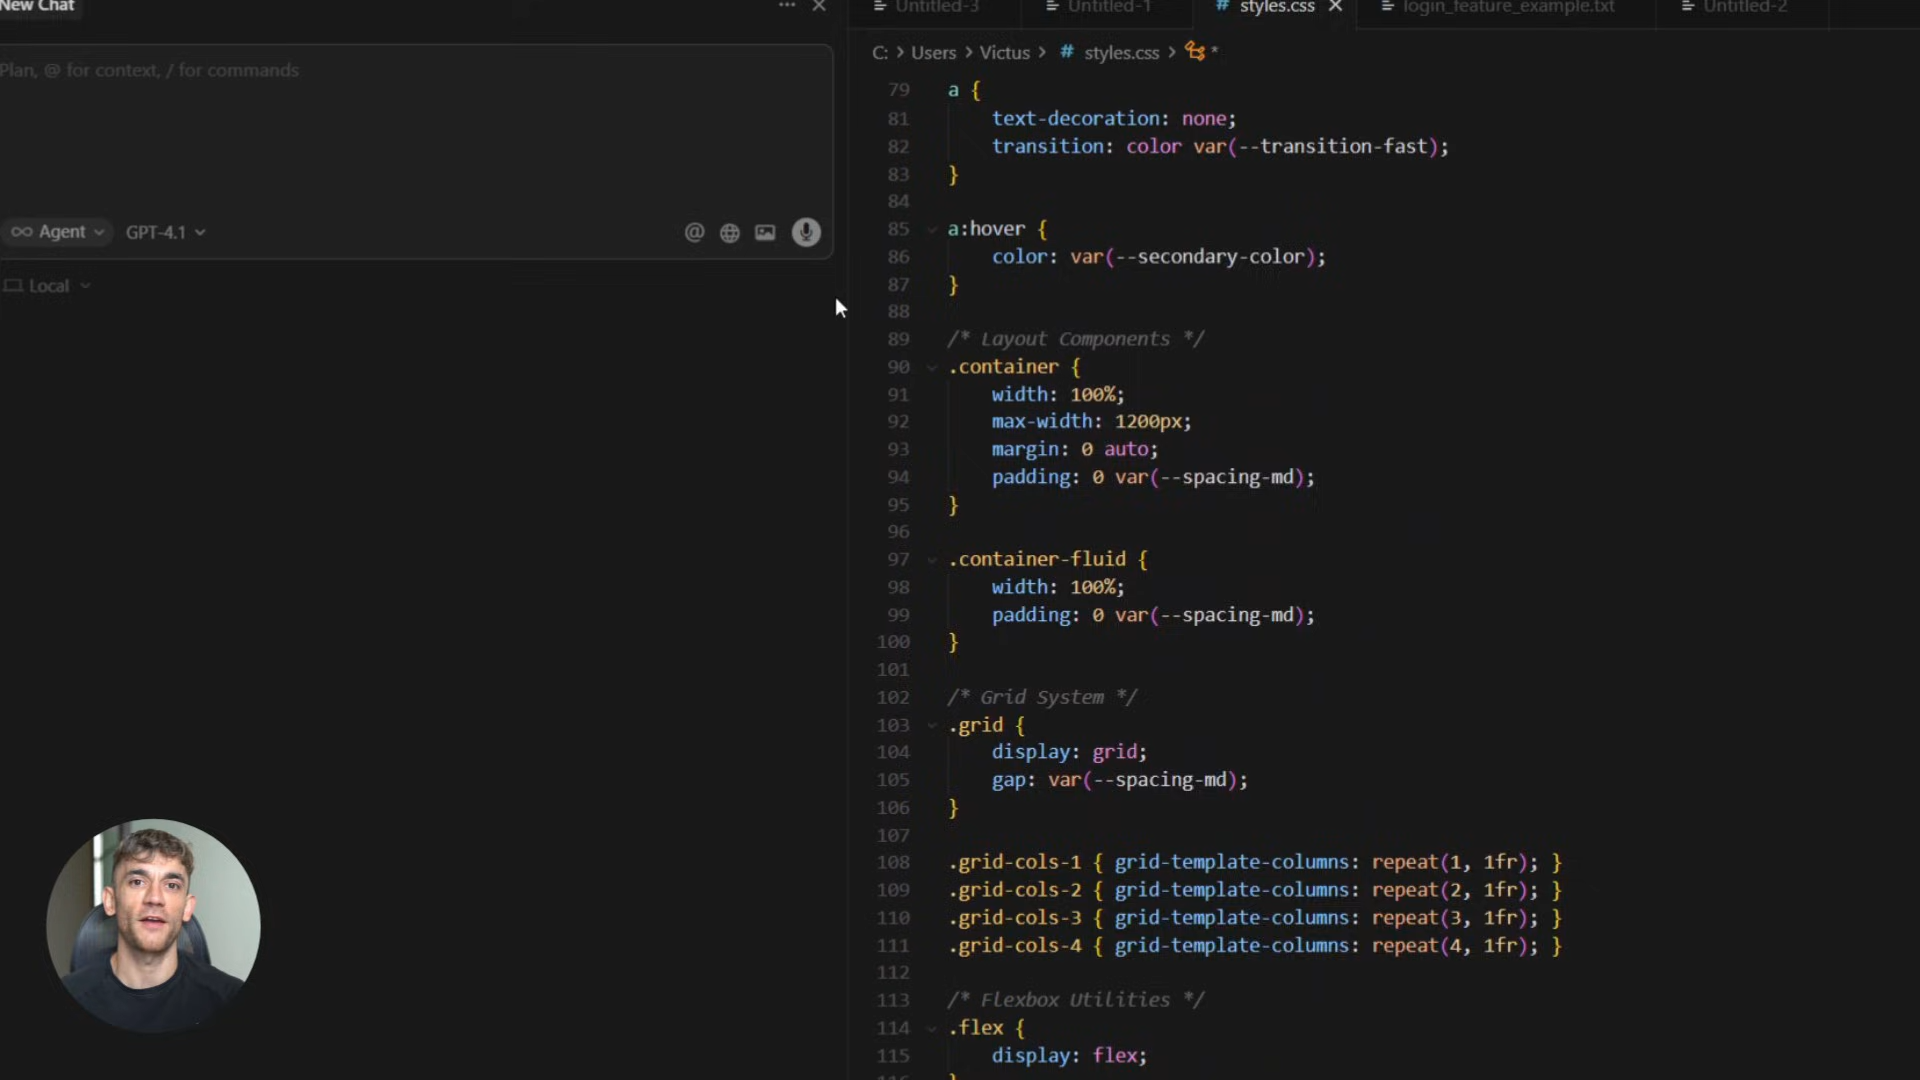 New Chat
Plan, @ for context, / for commands
Agent
GPT-4.1
Local
Untitled-3
Untitled-1
# styles.css
login_feature_example.txt
Untitled-2
C: > Users > Victus > # styles.css > *
79 a {
81 text-decoration: none;
82 transition: color var(--transition-fast);
83 }
84
85 a:hover {
86 color: var(--secondary-color);
87 }
88
89 /* Layout Components */
90 .container {
91 width: 100%;
92 max-width: 1200px;
93 margin: 0 auto;
94 padding: 0 var(--spacing-md);
95 }
96
97 .container-fluid {
98 width: 100%;
99 padding: 0 var(--spacing-md);
100 }
101
102 /* Grid System */
103 .grid {
104 display: grid;
105 gap: var(--spacing-md);
106 }
107
108 .grid-cols-1 { grid-template-columns: repeat(1, 1fr); }
109 .grid-cols-2 { grid-template-columns: repeat(2, 1fr); }
110 .grid-cols-3 { grid-template-columns: repeat(3, 1fr); }
111 .grid-cols-4 { grid-template-columns: repeat(4, 1fr); }
112
113 /* Flexbox Utilities */
114 .flex {
115 display: flex;